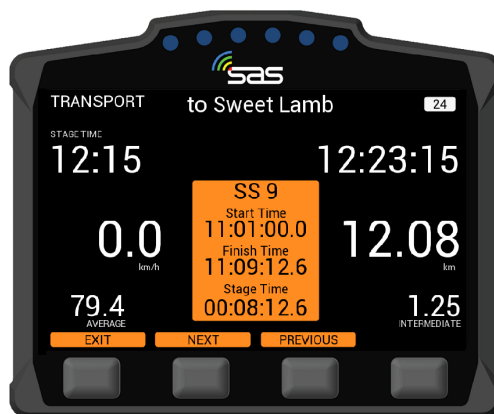 sas
TRANSPORT to Sweet Lamb 24
STAGE TIME
12:15 12:23:15
SS 9
Start Time
11:01:00.0
Finish Time
11:09:12.6
Stage Time
00:08:12.6
0.0
km/h
12.08
km
79.4
AVERAGE
1.25
INTERMEDIATE
EXIT NEXT PREVIOUS